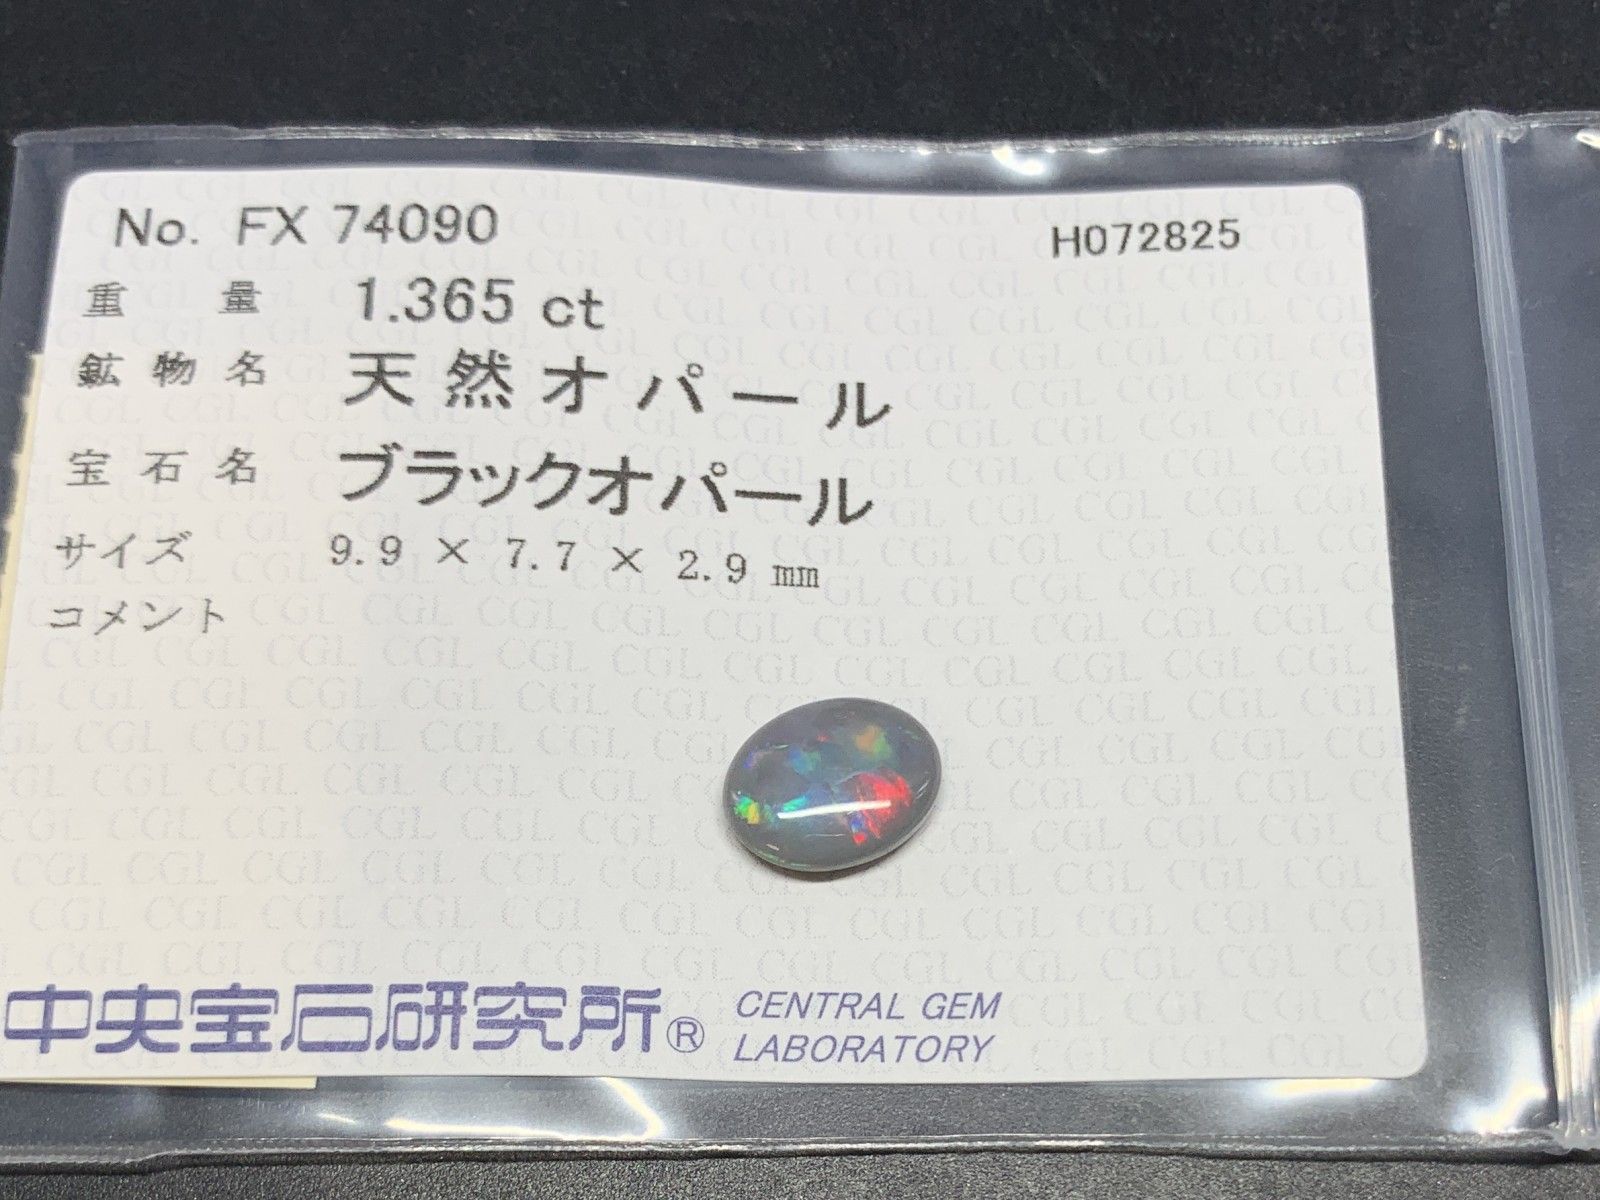 No. FX 74090 H072825
重量 1.365 ct
鉱物名 天然オパール
宝石名 ブラックオパール
サイズ 9.9 × 7.7 × 2.9 mm
コメント
中央宝石研究所® CENTRAL GEM
LABORATORY